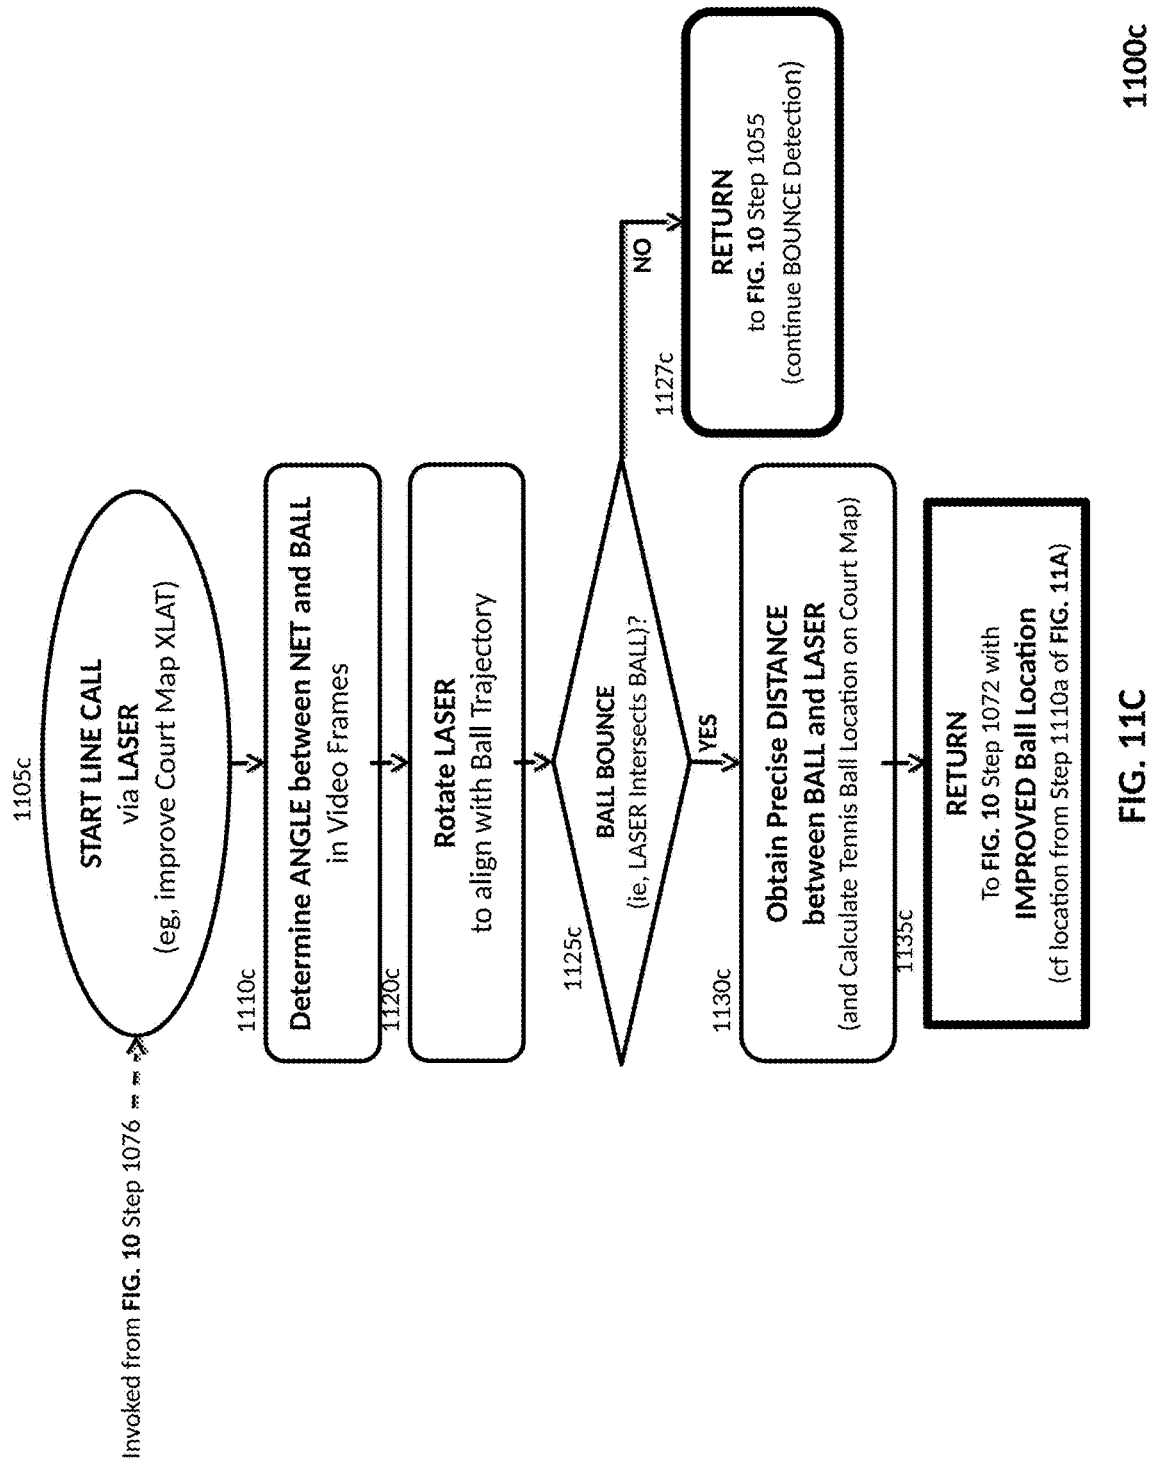 Invoked from FIG. 10 Step 1076
1105c
START LINE CALL
via LASER
(eg, improve Court Map XLAT)
1110c
Determine ANGLE between NET and BALL
in Video Frames
1120c
Rotate LASER
to align with Ball Trajectory
1125c
BALL BOUNCE
(ie, LASER Intersects BALL)?
NO
1127c
RETURN
to FIG. 10 Step 1055
(continue BOUNCE Detection)
YES
1130c
Obtain Precise DISTANCE
between BALL and LASER
(and Calculate Tennis Ball Location on Court Map)
1135c
RETURN
To FIG. 10 Step 1072 with
IMPROVED Ball Location
(cf location from Step 1110a of FIG. 11A)
FIG. 11C
1100c